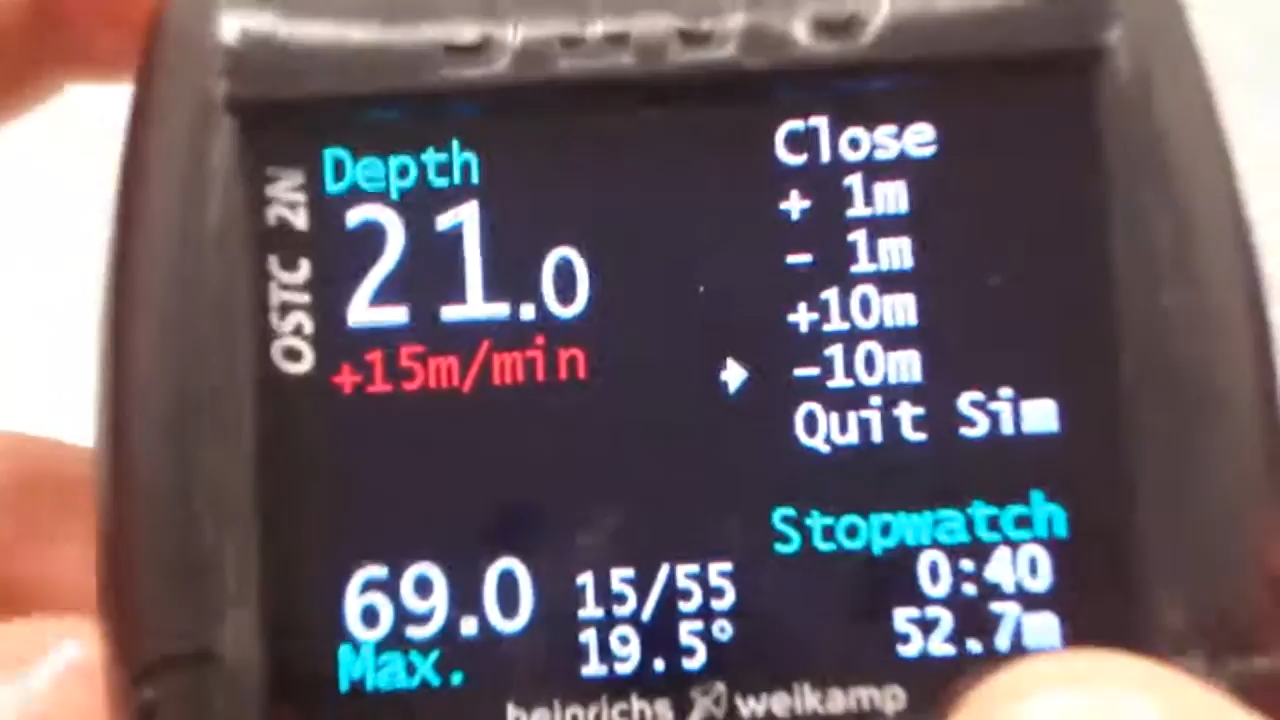 OSTC 2N
Depth
21.0
+15m/min
Close
+ 1m
- 1m
+10m
-10m
Quit Sim
Stopwatch
0:40
52.7m
69.0
Max.
15/55
19.5°
heinrichs weikamp